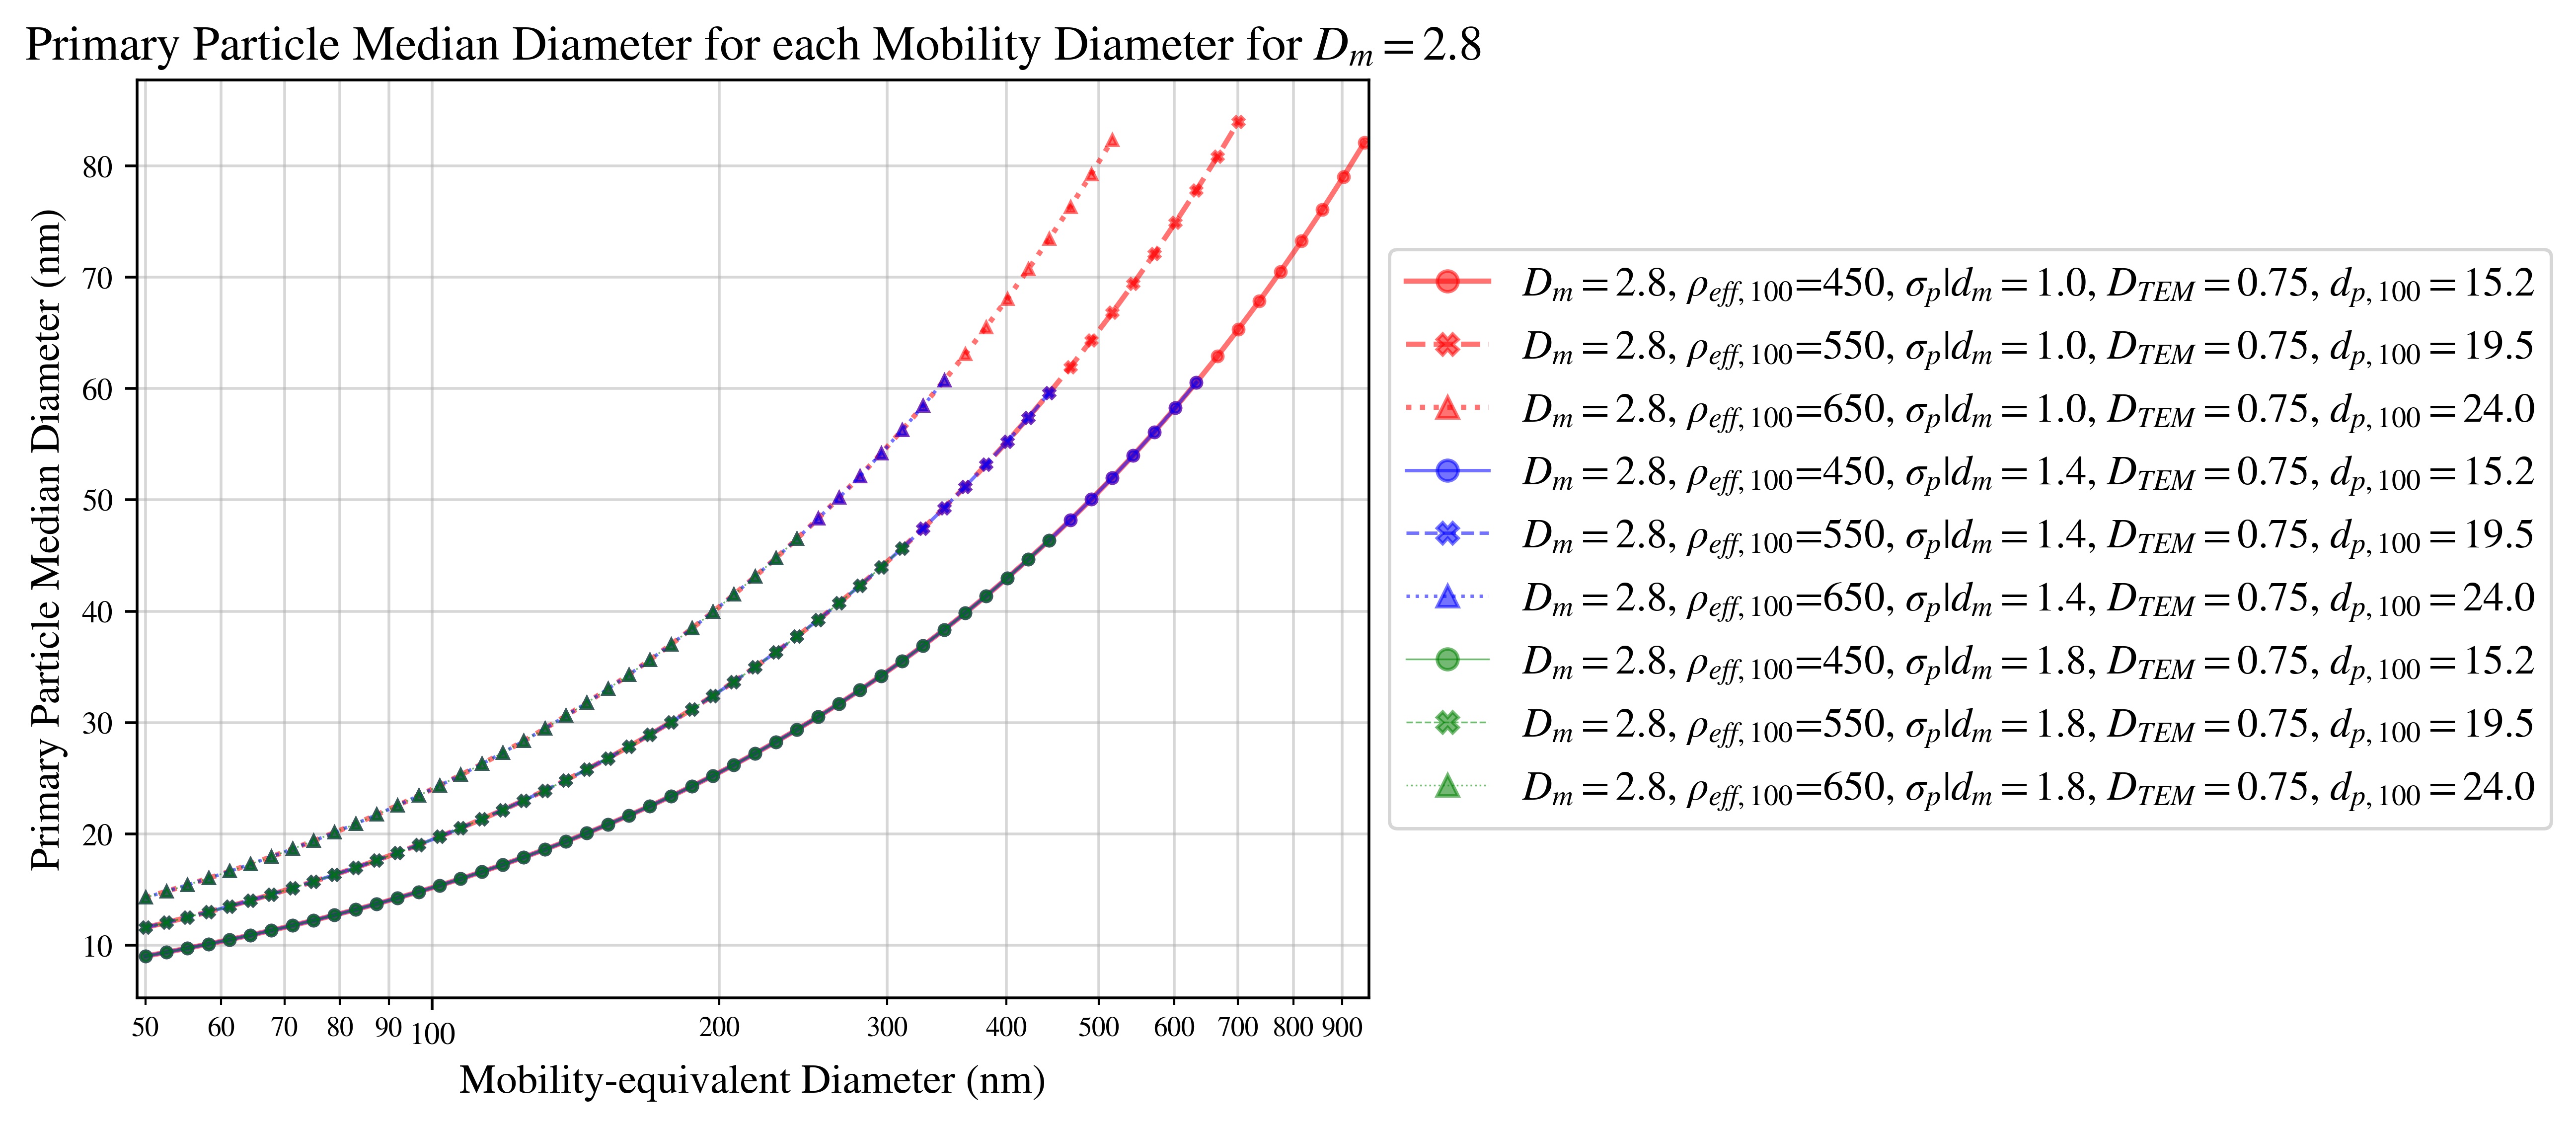 Primary Particle Median Diameter for each Mobility Diameter for Dₘ = 2.8
Primary Particle Median Diameter (nm)
80
70
60
50
40
30
20
10
50 60 70 80 90 100 200 300 400 500 600 700 800 900
Mobility-equivalent Diameter (nm)
D_m = 2.8, ρ_eff,100=450, σ_p|d_m = 1.0, D_TEM = 0.75, d_p,100 = 15.2
D_m = 2.8, ρ_eff,100=550, σ_p|d_m = 1.0, D_TEM = 0.75, d_p,100 = 19.5
D_m = 2.8, ρ_eff,100=650, σ_p|d_m = 1.0, D_TEM = 0.75, d_p,100 = 24.0
D_m = 2.8, ρ_eff,100=450, σ_p|d_m = 1.4, D_TEM = 0.75, d_p,100 = 15.2
D_m = 2.8, ρ_eff,100=550, σ_p|d_m = 1.4, D_TEM = 0.75, d_p,100 = 19.5
D_m = 2.8, ρ_eff,100=650, σ_p|d_m = 1.4, D_TEM = 0.75, d_p,100 = 24.0
D_m = 2.8, ρ_eff,100=450, σ_p|d_m = 1.8, D_TEM = 0.75, d_p,100 = 15.2
D_m = 2.8, ρ_eff,100=550, σ_p|d_m = 1.8, D_TEM = 0.75, d_p,100 = 19.5
D_m = 2.8, ρ_eff,100=650, σ_p|d_m = 1.8, D_TEM = 0.75, d_p,100 = 24.0